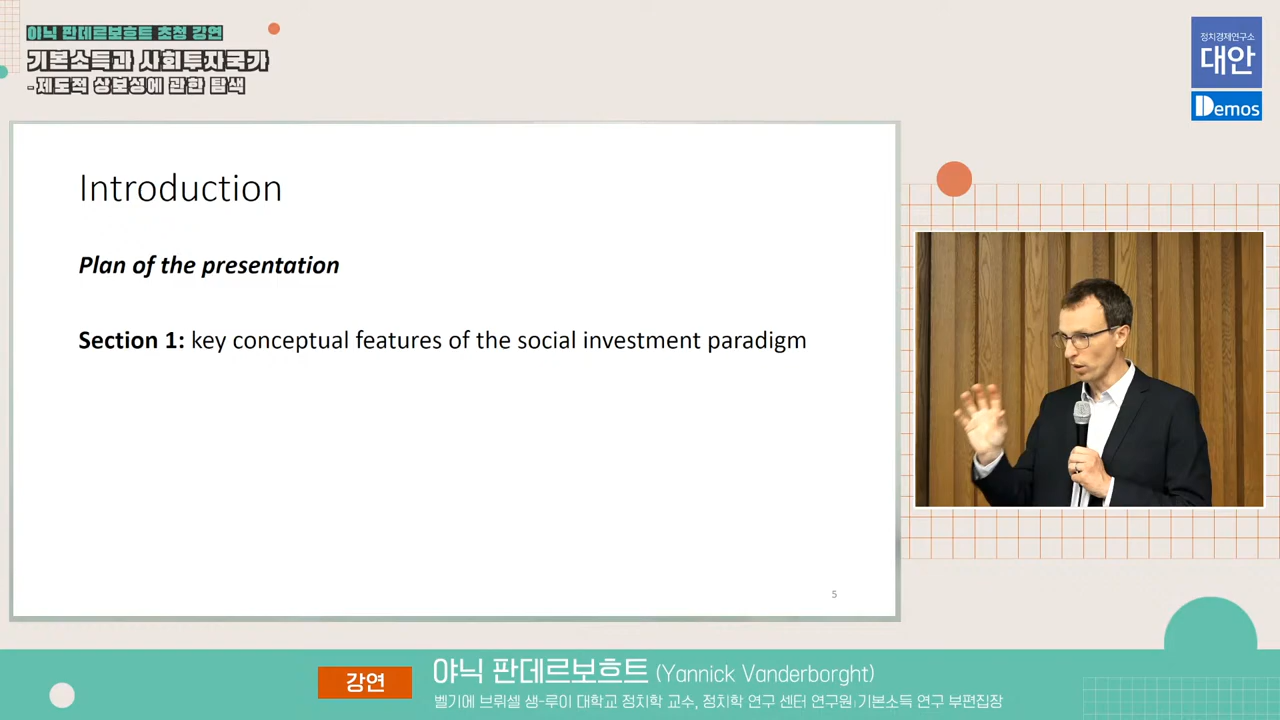 야닉 판데르보흐트 초청 강연
기본소득과 사회투자국가
-제도적 상보성에 관한 탐색
정치경제연구소
대안
Demos
Introduction
Plan of the presentation
Section 1: key conceptual features of the social investment paradigm
5
강연
야닉 판데르보흐트 (Yannick Vanderborght)
벨기에 브뤼셀 생-루이 대학교 정치학 교수, 정치학 연구 센터 연구원, 기본소득 연구 부편집장